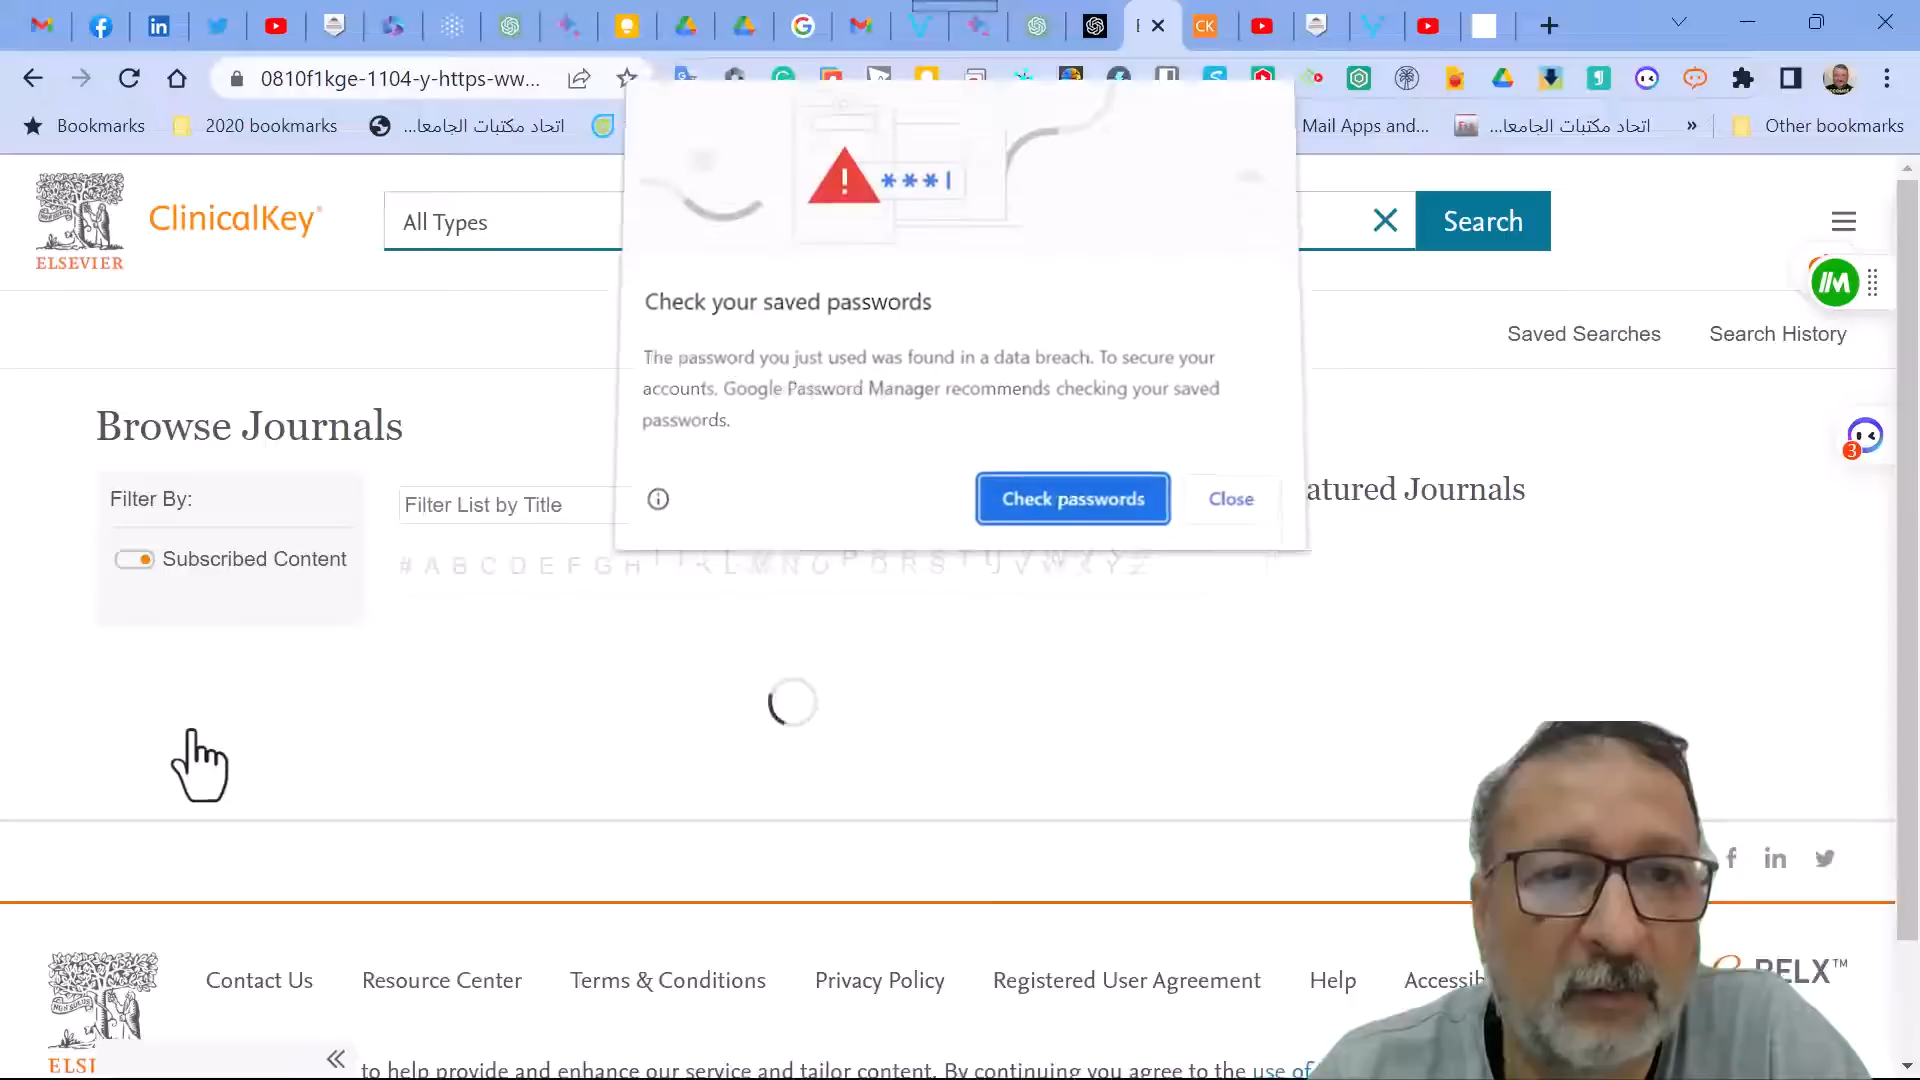 CK
0810f1kge-1104-y-https-ww...
Bookmarks
2020 bookmarks
اتحاد مكتبات الجامعا...
Mail Apps and...
اتحاد مكتبات الجامعا...
»
Other bookmarks
ELSEVIER
ClinicalKey®
All Types
Search
***
Check your saved passwords
The password you just used was found in a data breach. To secure your
accounts, Google Password Manager recommends checking your saved
passwords.
Check passwords
Close
Saved Searches
Search History
Browse Journals
Filter By:
Subscribed Content
Filter List by Title
# A B C D E F G H
K L M N O P Q R S T U V W X Y Z
atured Journals
3
Contact Us
Resource Center
Terms & Conditions
Privacy Policy
Registered User Agreement
Help
Accessib
RELX™
ELSI
to help provide and enhance our service and tailor content. By continuing you agree to the use of